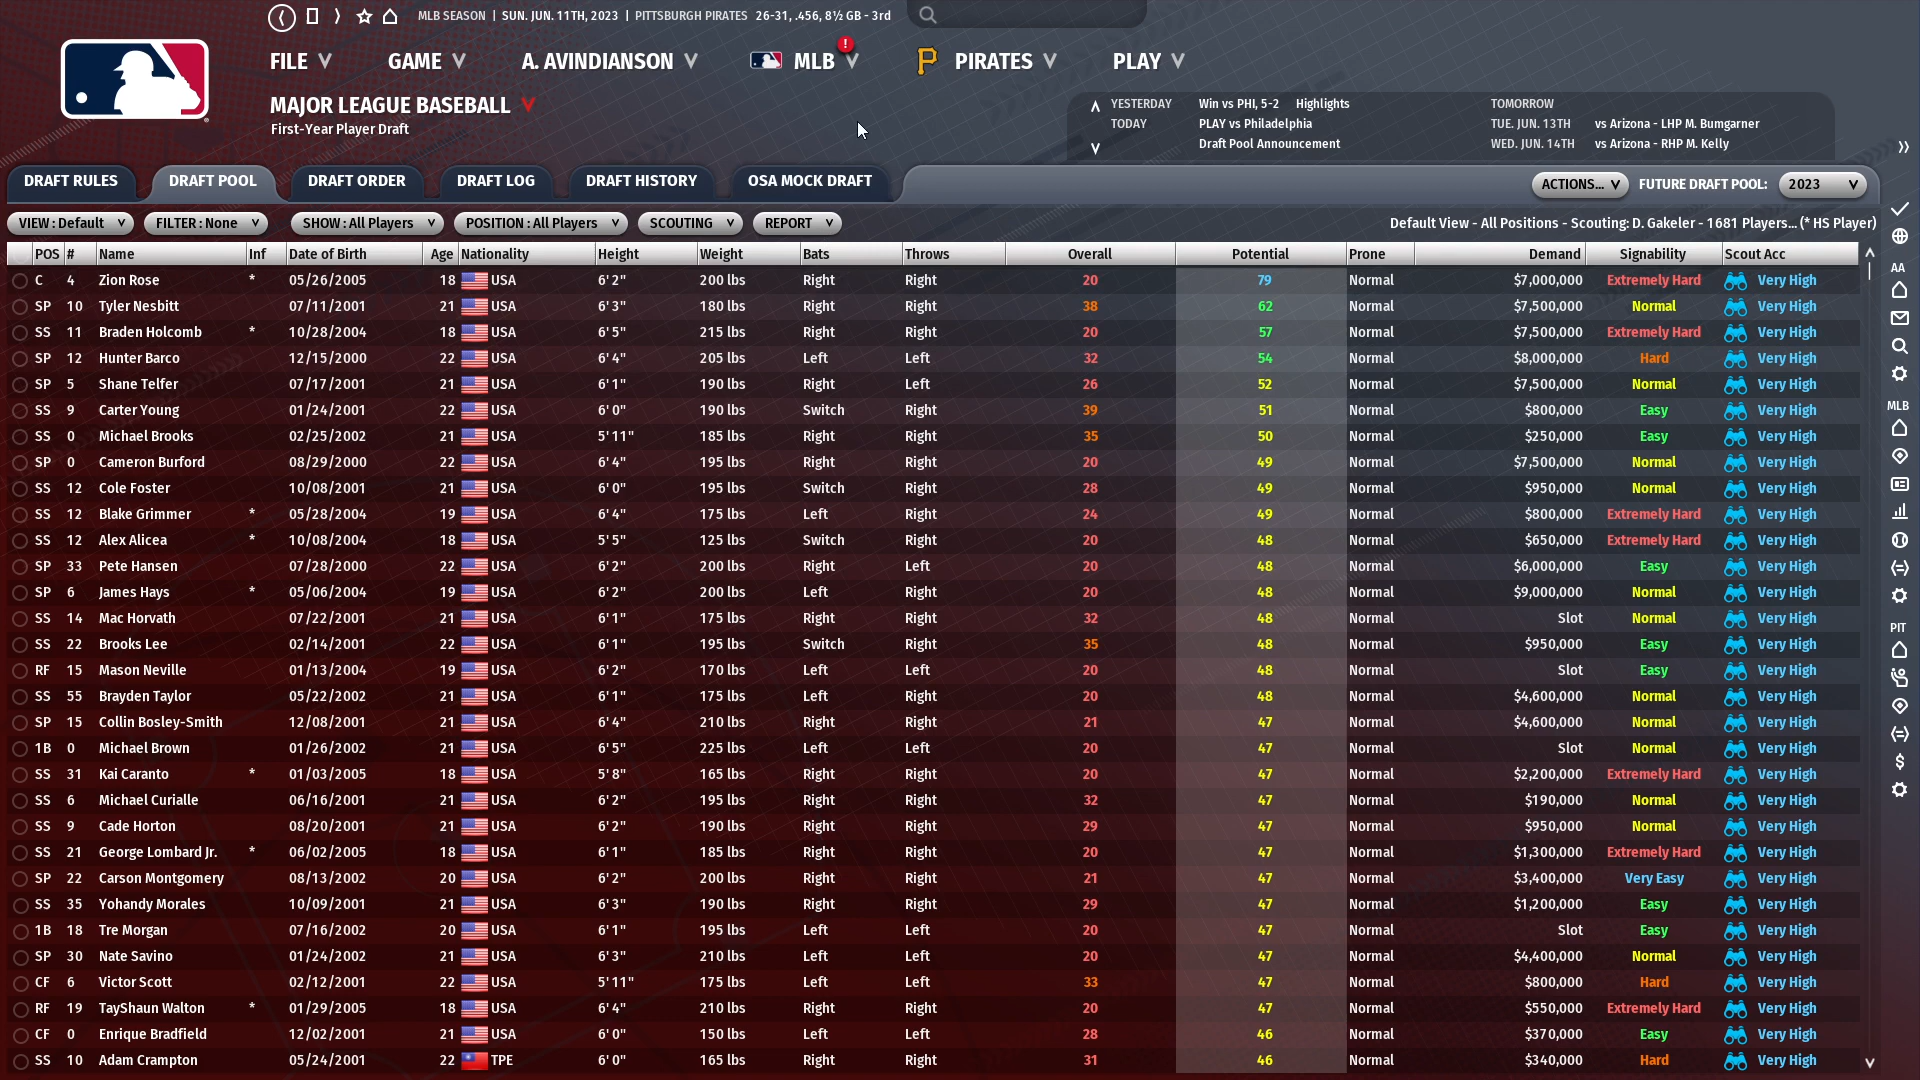 MLB SEASON | SUN. JUN. 11TH, 2023 | PITTSBURGH PIRATES 26-31, .456, 8½ GB - 3rd
FILE GAME A. AVINDIANSON MLB ! P PIRATES PLAY
MAJOR LEAGUE BASEBALL
First-Year Player Draft
YESTERDAY Win vs PHI, 5-2 Highlights TOMORROW
TODAY PLAY vs Philadelphia TUE. JUN. 13TH vs Arizona - LHP M. Bumgarner
Draft Pool Announcement WED. JUN. 14TH vs Arizona - RHP M. Kelly
DRAFT RULES DRAFT POOL DRAFT ORDER DRAFT LOG DRAFT HISTORY OSA MOCK DRAFT ACTIONS... FUTURE DRAFT POOL: 2023
VIEW : Default FILTER : None SHOW : All Players POSITION : All Players SCOUTING REPORT Default View - All Positions - Scouting: D. Gakeler - 1681 Players... (* HS Player)
POS # Name Inf Date of Birth Age Nationality Height Weight Bats Throws Overall Potential Prone Demand Signability Scout Acc
C 4 Zion Rose * 05/26/2005 18 USA 6' 2" 200 lbs Right Right 20 79 Normal $7,000,000 Extremely Hard Very High
SP 10 Tyler Nesbitt 07/11/2001 21 USA 6' 3" 180 lbs Right Right 38 62 Normal $7,500,000 Normal Very High
SS 11 Braden Holcomb * 10/28/2004 18 USA 6' 5" 215 lbs Right Right 20 57 Normal $7,500,000 Extremely Hard Very High
SP 12 Hunter Barco 12/15/2000 22 USA 6' 4" 205 lbs Left Left 32 54 Normal $8,000,000 Hard Very High
SP 5 Shane Telfer 07/17/2001 21 USA 6' 1" 190 lbs Right Left 26 52 Normal $7,500,000 Normal Very High
SS 9 Carter Young 01/24/2001 22 USA 6' 0" 190 lbs Switch Right 39 51 Normal $800,000 Easy Very High
SS 0 Michael Brooks 02/25/2002 21 USA 5' 11" 185 lbs Right Right 35 50 Normal $250,000 Easy Very High
SP 0 Cameron Burford 08/29/2000 22 USA 6' 4" 195 lbs Right Right 20 49 Normal $7,500,000 Normal Very High
SS 12 Cole Foster 10/08/2001 21 USA 6' 0" 195 lbs Switch Right 28 49 Normal $950,000 Normal Very High
SS 12 Blake Grimmer * 05/28/2004 19 USA 6' 4" 175 lbs Left Right 24 49 Normal $800,000 Extremely Hard Very High
SS 12 Alex Alicea * 10/08/2004 18 USA 5' 5" 125 lbs Switch Right 20 48 Normal $650,000 Extremely Hard Very High
SP 33 Pete Hansen 07/28/2000 22 USA 6' 2" 200 lbs Right Left 20 48 Normal $6,000,000 Easy Very High
SP 6 James Hays * 05/06/2004 19 USA 6' 2" 200 lbs Left Right 20 48 Normal $9,000,000 Normal Very High
SS 14 Mac Horvath 07/22/2001 21 USA 6' 1" 175 lbs Right Right 32 48 Normal Slot Normal Very High
SS 22 Brooks Lee 02/14/2001 22 USA 6' 1" 195 lbs Switch Right 35 48 Normal $950,000 Easy Very High
RF 15 Mason Neville 01/13/2004 19 USA 6' 2" 170 lbs Left Left 20 48 Normal Slot Easy Very High
SS 55 Brayden Taylor 05/22/2002 21 USA 6' 1" 175 lbs Left Right 20 48 Normal $4,600,000 Normal Very High
SP 15 Collin Bosley-Smith 12/08/2001 21 USA 6' 4" 210 lbs Right Right 21 47 Normal $4,600,000 Normal Very High
1B 0 Michael Brown 01/26/2002 21 USA 6' 5" 225 lbs Left Left 20 47 Normal Slot Normal Very High
SS 31 Kai Caranto * 01/03/2005 18 USA 5' 8" 165 lbs Right Right 20 47 Normal $2,200,000 Extremely Hard Very High
SS 6 Michael Curialle 06/16/2001 21 USA 6' 2" 195 lbs Right Right 32 47 Normal $190,000 Normal Very High
SS 9 Cade Horton 08/20/2001 21 USA 6' 2" 190 lbs Right Right 29 47 Normal $950,000 Normal Very High
SS 21 George Lombard Jr. * 06/02/2005 18 USA 6' 1" 185 lbs Right Right 20 47 Normal $1,300,000 Extremely Hard Very High
SP 22 Carson Montgomery 08/13/2002 20 USA 6' 2" 200 lbs Right Right 21 47 Normal $3,400,000 Very Easy Very High
SS 35 Yohandy Morales 10/09/2001 21 USA 6' 3" 190 lbs Right Right 29 47 Normal $1,200,000 Easy Very High
1B 18 Tre Morgan 07/16/2002 20 USA 6' 1" 195 lbs Left Left 20 47 Normal Slot Easy Very High
SP 30 Nate Savino 01/24/2002 21 USA 6' 3" 210 lbs Left Left 20 47 Normal $4,400,000 Normal Very High
CF 6 Victor Scott 02/12/2001 22 USA 5' 11" 175 lbs Left Left 33 47 Normal $800,000 Hard Very High
RF 19 TayShaun Walton * 01/29/2005 18 USA 6' 4" 210 lbs Right Right 20 47 Normal $550,000 Extremely Hard Very High
CF 0 Enrique Bradfield 12/02/2001 21 USA 6' 0" 150 lbs Left Left 28 46 Normal $370,000 Easy Very High
SS 10 Adam Crampton 05/24/2001 22 TPE 6' 0" 165 lbs Right Right 31 46 Normal $340,000 Hard Very High
AA
MLB
PIT
$